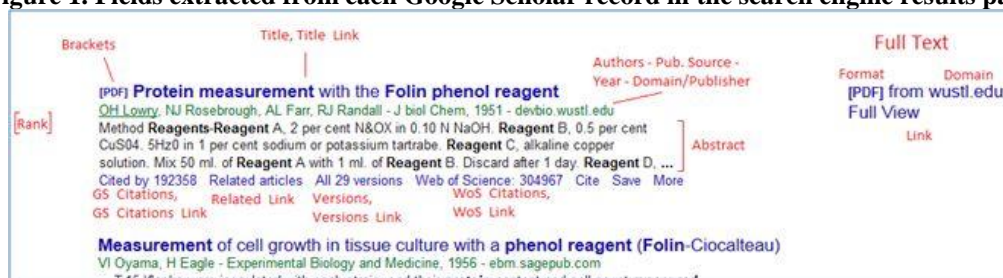 Figure 1. Fields extracted from each Google Scholar record in the search engine results
Brackets
Title, Title Link
Full Text
Authors - Pub. Source -
Year - Domain/Publisher
Format Domain
[PDF] Protein measurement with the Folin phenol reagent
[PDF] from wustl.edu
OH Lowry, NJ Rosebrough, AL Farr, RJ Randall - J biol Chem, 1951 - devbio.wustl.edu
Full View
[Rank]
Method Reagents-Reagent A, 2 per cent N&OX in 0.10 N NaOH. Reagent B, 0.5 per cent
Link
CuS04. 5Hz0 in 1 per cent sodium or potassium tartrabe. Reagent C, alkaline copper
Abstract
solution. Mix 50 ml. of Reagent A with 1 ml. of Reagent B. Discard after 1 day. Reagent D, ...
Cited by 192358 Related articles All 29 versions Web of Science: 304967 Cite Save More
GS Citations,
GS Citations Link
Related Link
Versions,
Versions Link
WoS Citations,
WoS Link
Measurement of cell growth in tissue culture with a phenol reagent (Folin-Ciocalteau)
VI Oyama, H Eagle - Experimental Biology and Medicine, 1956 - ebm.sagepub.com